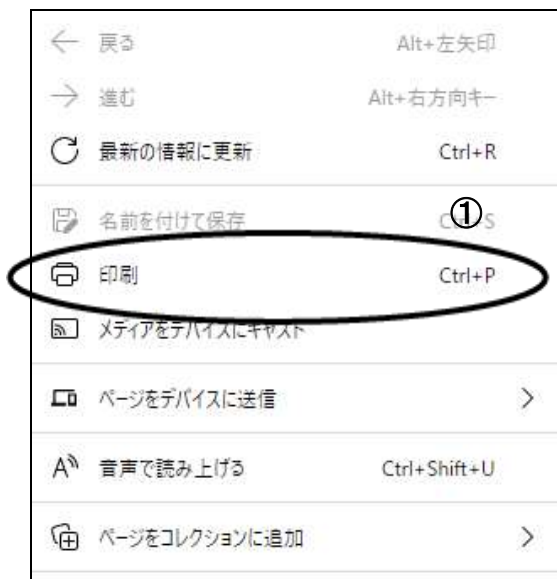 戻る Alt+左矢印
進む Alt+右方向キー
最新の情報に更新 Ctrl+R
名前を付けて保存 Ctrl+S
①
印刷 Ctrl+P
メディアをデバイスにキャスト
ページをデバイスに送信
音声で読み上げる Ctrl+Shift+U
ページをコレクションに追加